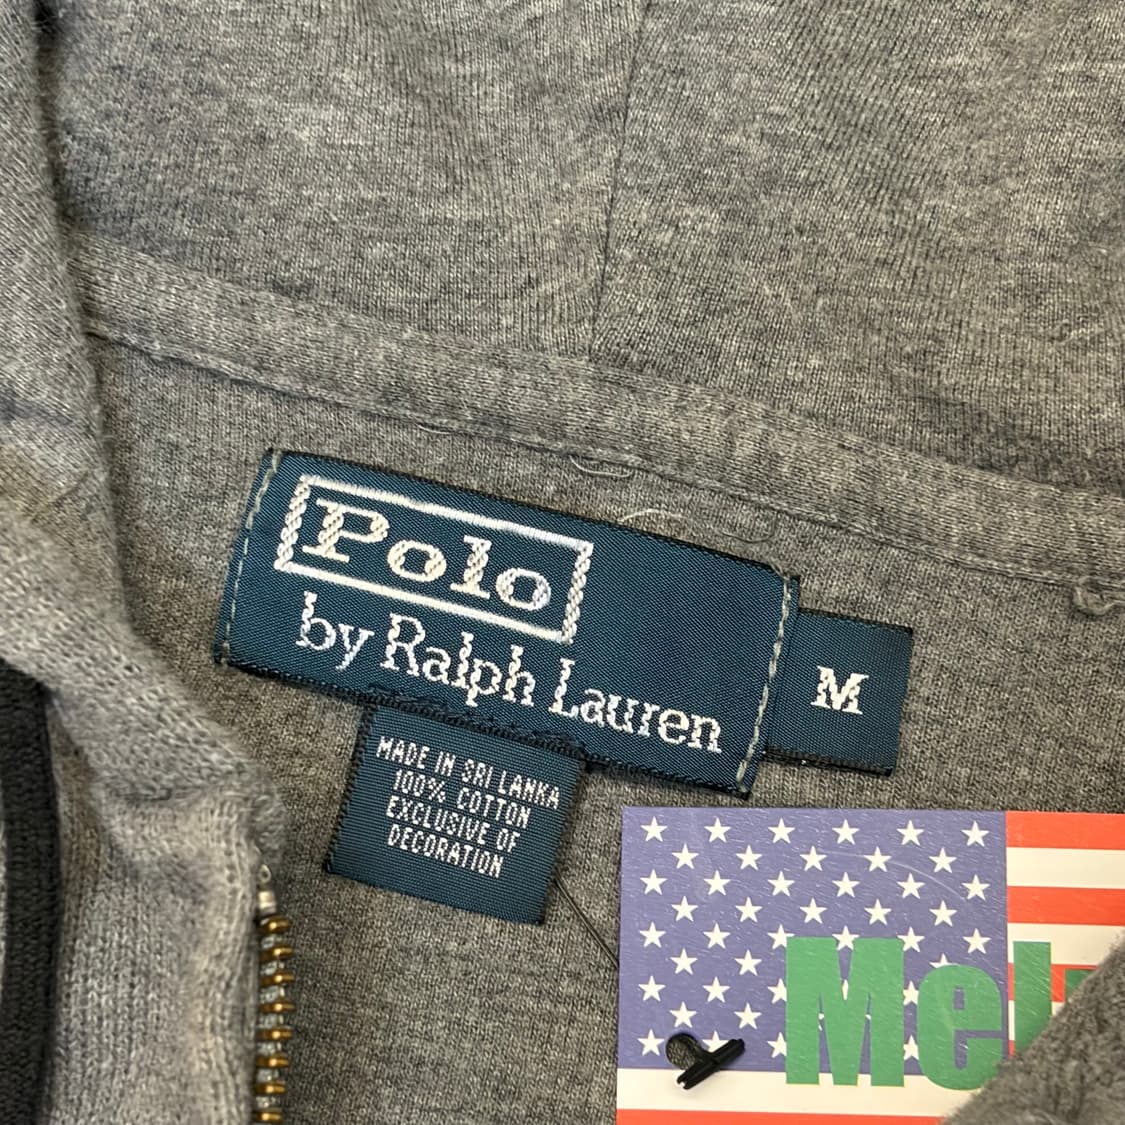 Polo
by Ralph Lauren
M
MADE IN SRI LANKA
100% COTTON
EXCLUSIVE OF
DECORATION